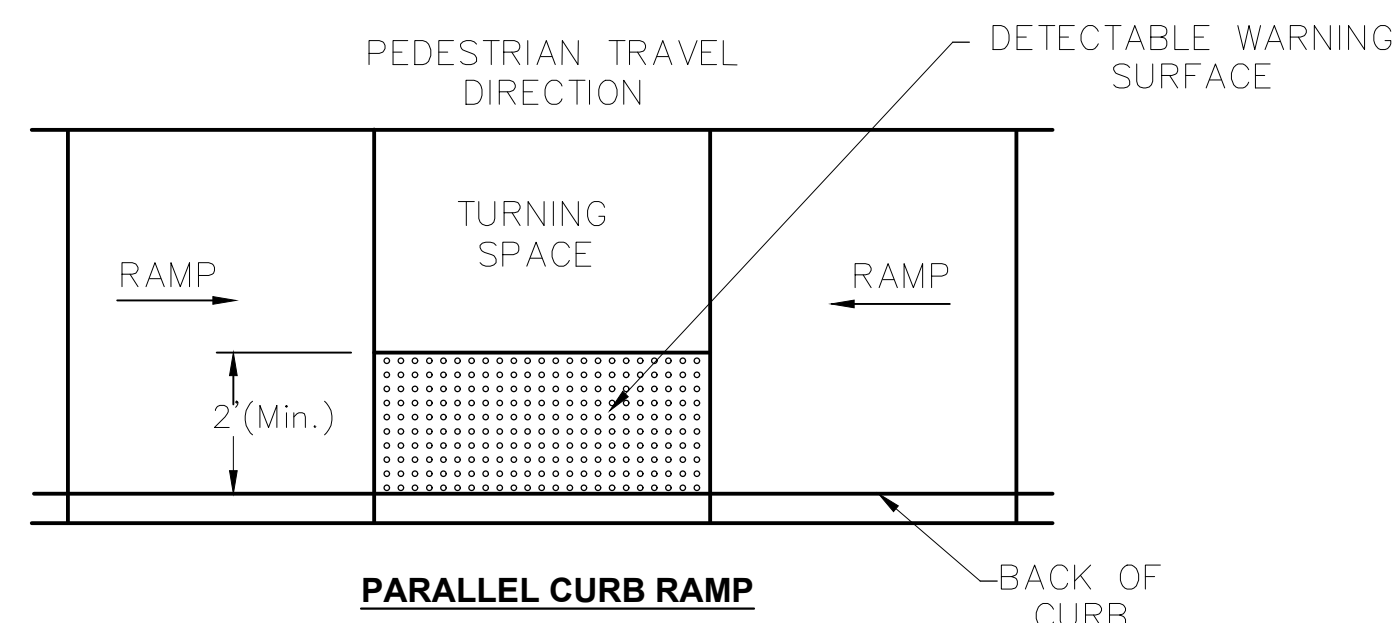 PEDESTRIAN TRAVEL
DIRECTION
DETECTABLE WARNING
SURFACE
TURNING
SPACE
RAMP
RAMP
2'(Min.)
PARALLEL CURB RAMP
BACK OF
CURB